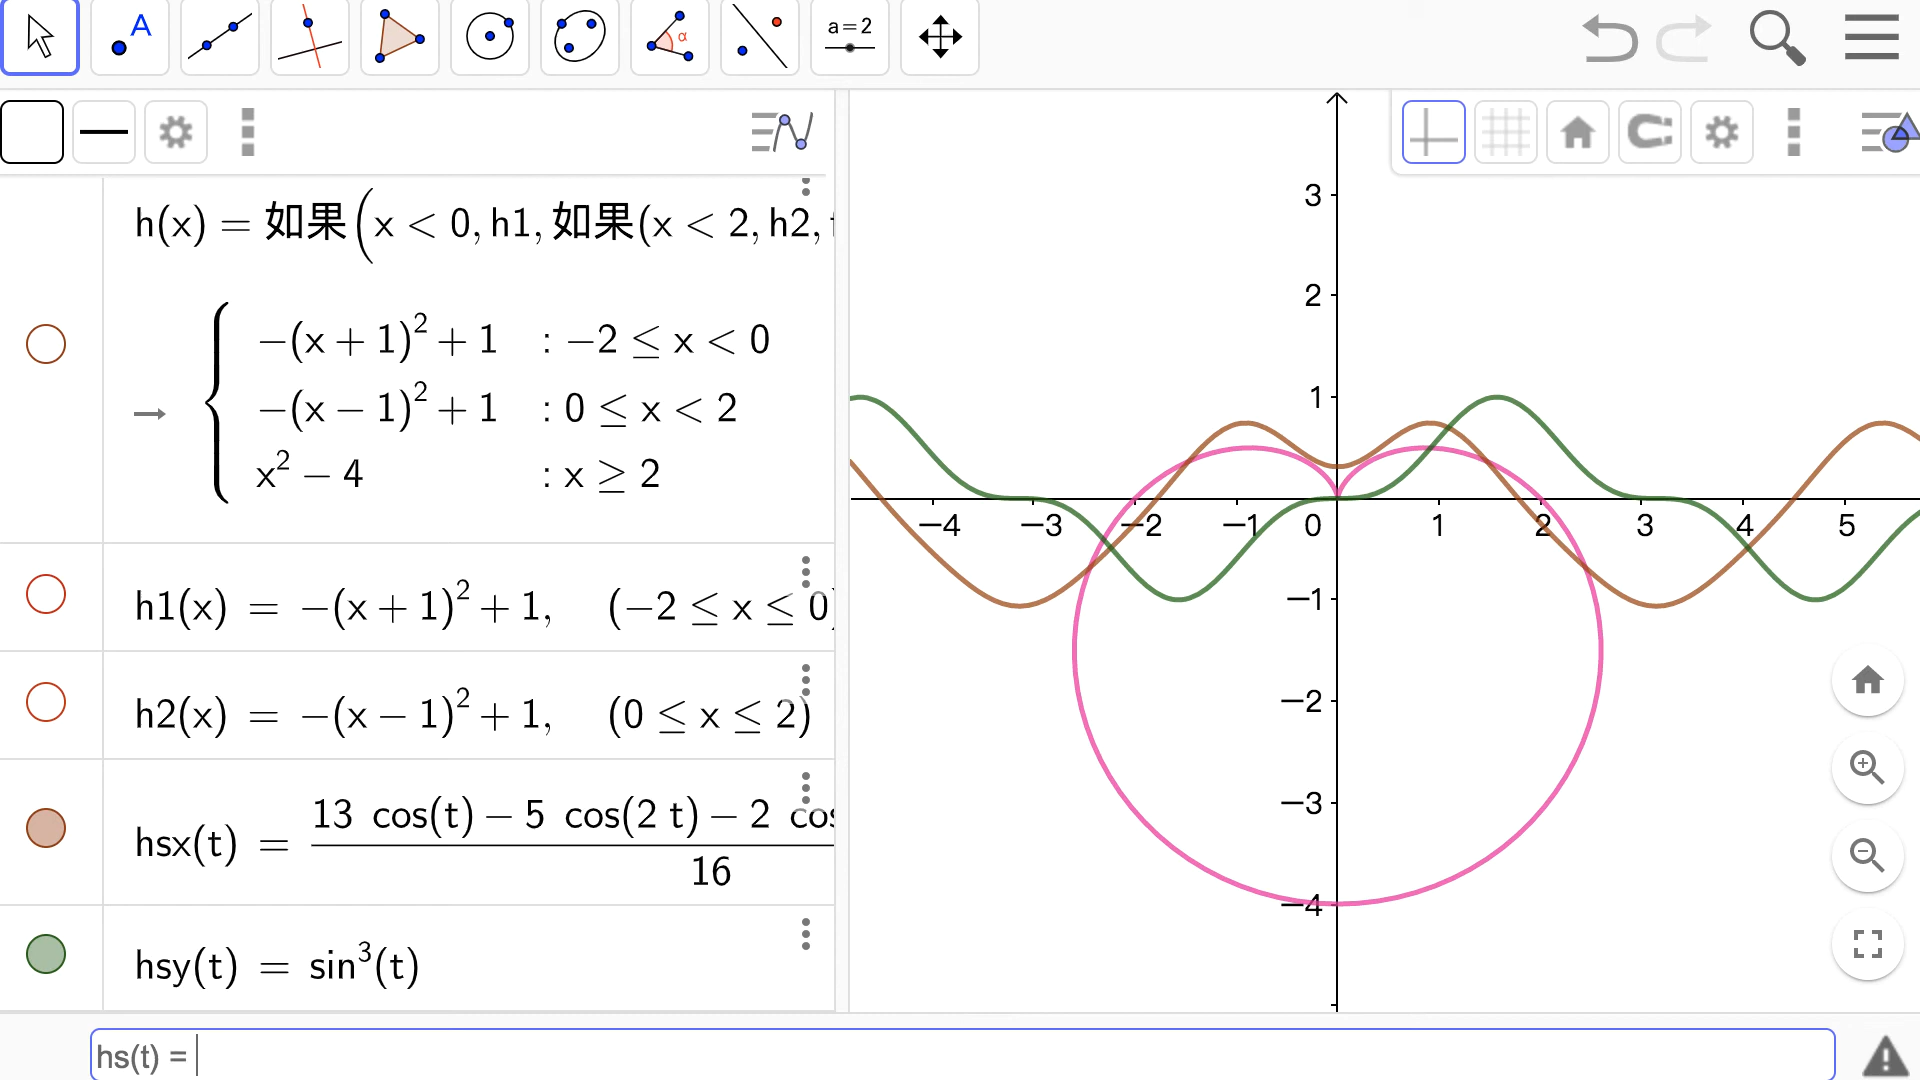 A
α
a=2
h(x) = 如果(x < 0, h1, 如果(x < 2, h2,
→ { −(x + 1)² + 1 : −2 ≤ x < 0
−(x − 1)² + 1 : 0 ≤ x < 2
x² − 4 : x ≥ 2
h1(x) = −(x + 1)² + 1, (−2 ≤ x ≤ 0)
h2(x) = −(x − 1)² + 1, (0 ≤ x ≤ 2)
hsx(t) = 13 cos(t) − 5 cos(2 t) − 2 cos
16
hsy(t) = sin³(t)
hs(t) =
3
2
1
−4 −3 −2 −1 0 1 2 3 4 5
−1
−2
−3
−4